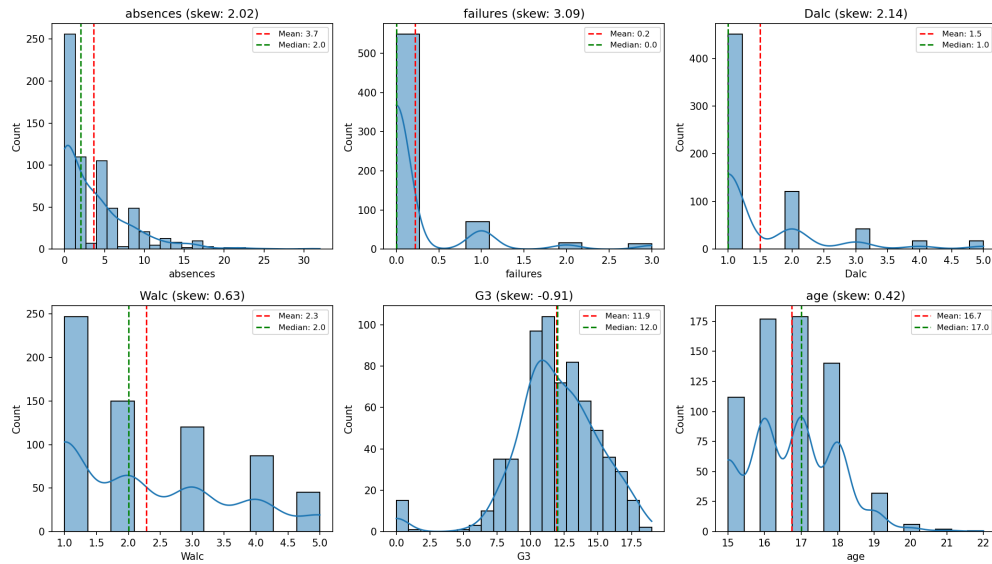 absences (skew: 2.02)
Mean: 3.7
Median: 2.0
Count
250
200
150
100
50
0
0 5 10 15 20 25 30
absences
failures (skew: 3.09)
Mean: 0.2
Median: 0.0
Count
500
400
300
200
100
0
0.0 0.5 1.0 1.5 2.0 2.5 3.0
failures
Dalc (skew: 2.14)
Mean: 1.5
Median: 1.0
Count
400
300
200
100
0
1.0 1.5 2.0 2.5 3.0 3.5 4.0 4.5 5.0
Dalc
Walc (skew: 0.63)
Mean: 2.3
Median: 2.0
Count
250
200
150
100
50
0
1.0 1.5 2.0 2.5 3.0 3.5 4.0 4.5 5.0
Walc
G3 (skew: -0.91)
Mean: 11.9
Median: 12.0
Count
100
80
60
40
20
0
0.0 2.5 5.0 7.5 10.0 12.5 15.0 17.5
G3
age (skew: 0.42)
Mean: 16.7
Median: 17.0
Count
175
150
125
100
75
50
25
0
15 16 17 18 19 20 21 22
age